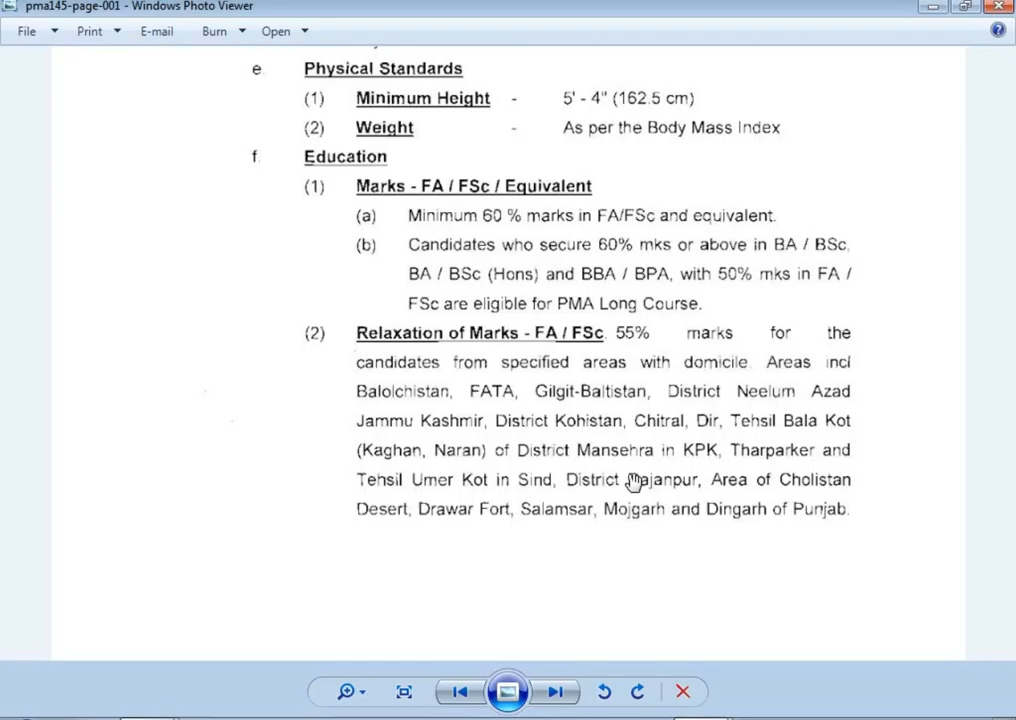 pma145-page-001 - Windows Photo Viewer
File Print E-mail Burn Open
e. Physical Standards
(1) Minimum Height - 5' - 4" (162.5 cm)
(2) Weight - As per the Body Mass Index
f. Education
(1) Marks - FA / FSc / Equivalent
(a) Minimum 60 % marks in FA/FSc and equivalent.
(b) Candidates who secure 60% mks or above in BA / BSc,
BA / BSc (Hons) and BBA / BPA, with 50% mks in FA /
FSc are eligible for PMA Long Course.
(2) Relaxation of Marks - FA / FSc. 55% marks for the
candidates from specified areas with domicile. Areas incl
Balolchistan, FATA, Gilgit-Baltistan, District Neelum Azad
Jammu Kashmir, District Kohistan, Chitral, Dir, Tehsil Bala Kot
(Kaghan, Naran) of District Mansehra in KPK, Tharparker and
Tehsil Umer Kot in Sind, District Rajanpur, Area of Cholistan
Desert, Drawar Fort, Salamsar, Mojgarh and Dingarh of Punjab.